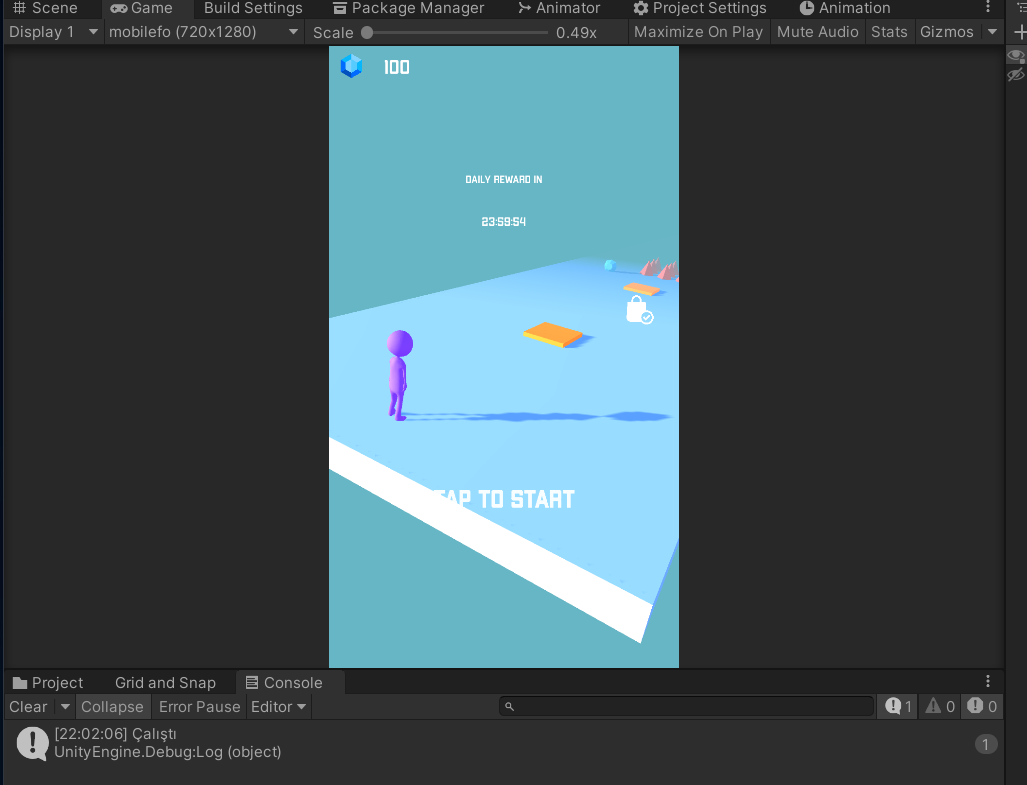 Scene Game Build Settings Package Manager Animator Project Settings Animation
Display 1 mobilefo (720x1280) Scale 0.49x Maximize On Play Mute Audio Stats Gizmos
100
DAILY REWARD IN
23:59:54
TAP TO START
Project Grid and Snap Console
Clear Collapse Error Pause Editor 1 0 0
[22:02:06] Çalıştı
UnityEngine.Debug:Log (object)
1